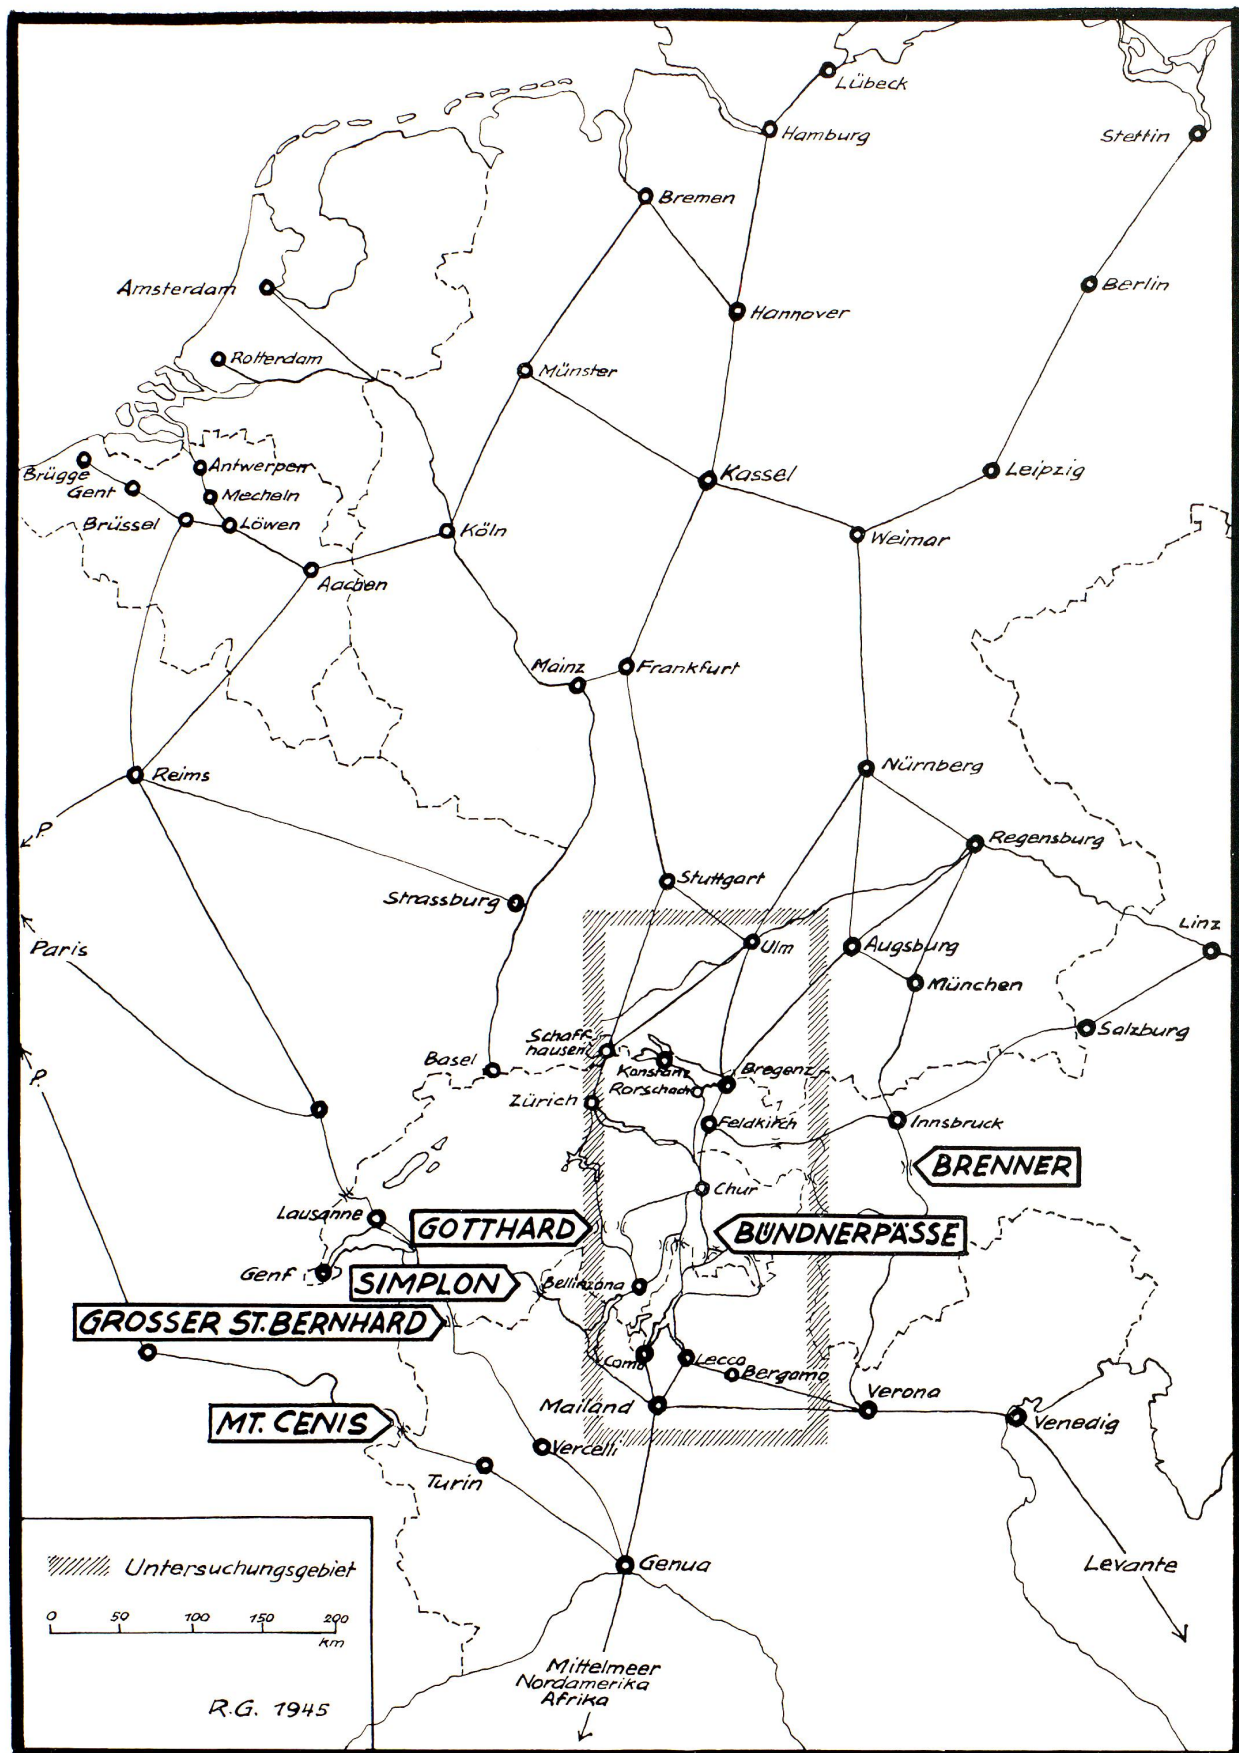 Lübeck
Hamburg
Stettin
Bremen
Amsterdam
Berlin
Hannover
Rotterdam
Münster
Antwerpen
Brügge
Gent
Mecheln
Kassel
Leipzig
Brüssel
Löwen
Köln
Weimar
Aachen
Mainz
Frankfurt
Reims
Nürnberg
P.
Regensburg
Stuttgart
Strassburg
Linz
Paris
Ulm
Augsburg
München
Salzburg
Schaff-
hausen
Basel
Konstanz
Bregenz
P.
Zürich
Rorschach
Feldkirch
Innsbruck
BRENNER
Chur
Lausanne
GOTTHARD
BÜNDNERPÄSSE
Genf
SIMPLON
Bellinzona
GROSSER ST. BERNHARD
Como
Lecco
Bergamo
Verona
Mailand
MT. CENIS
Venedig
Vercelli
Turin
Genua
Levante
Untersuchungsgebiet
0 50 100 150 200
km
Mittelmeer
Nordamerika
Afrika
R.G. 1945